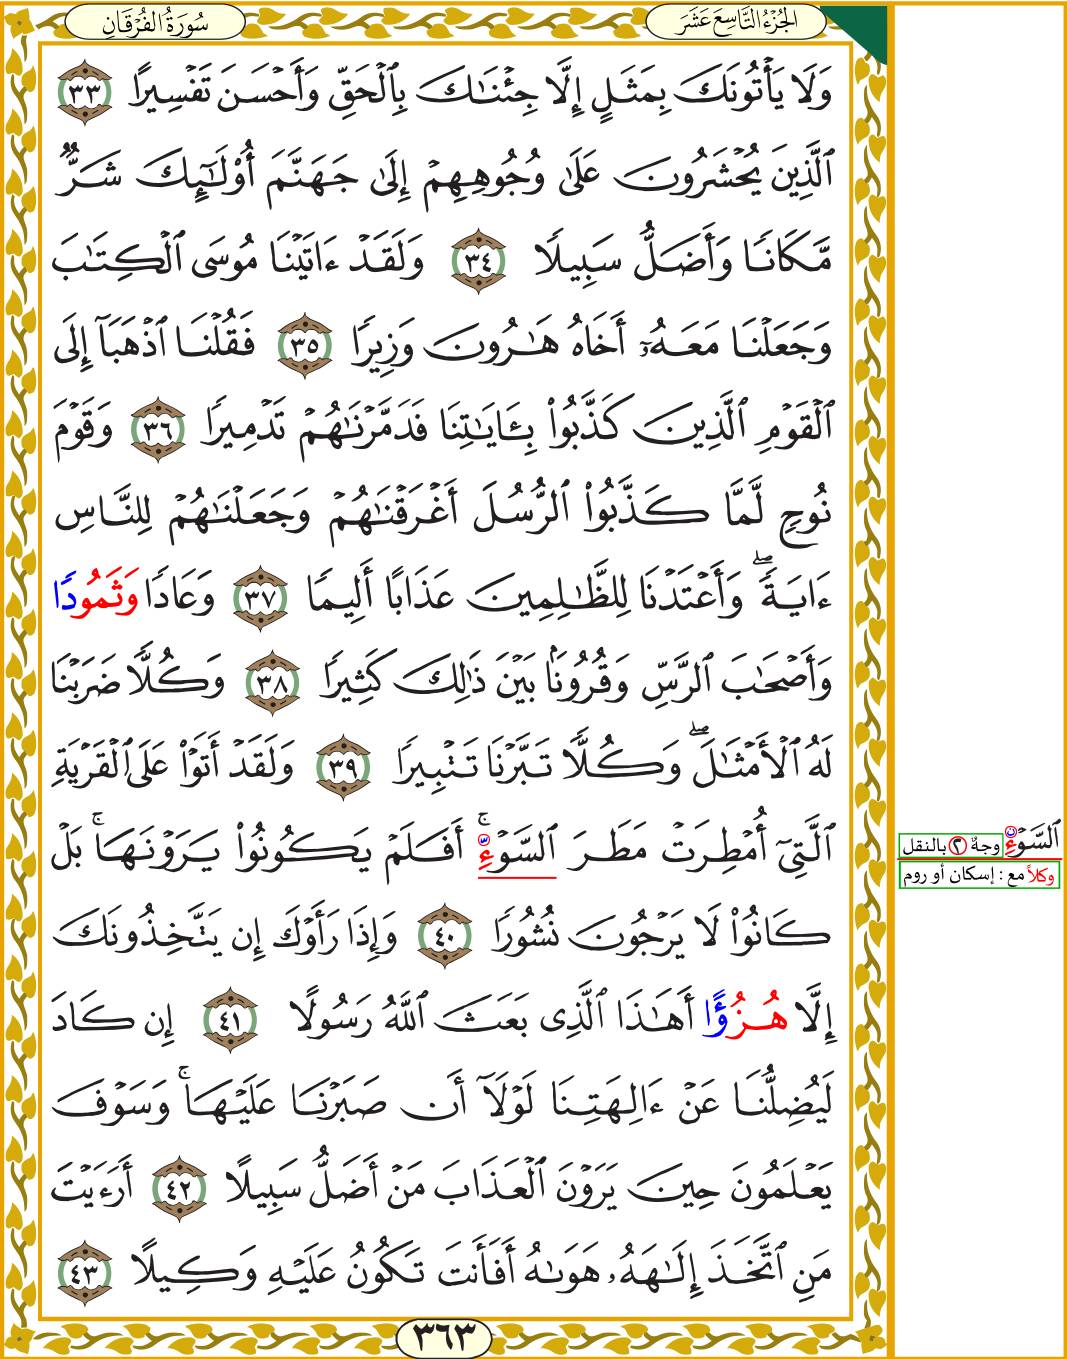 الجُزْءُ التَّاسِعَ عَشَرَ
سُورَةُ الفُرْقَانِ
وَلَا يَأْتُونَكَ بِمَثَلٍ إِلَّا جِئْنَٰكَ بِٱلْحَقِّ وَأَحْسَنَ تَفْسِيرًا ٣٣
ٱلَّذِينَ يُحْشَرُونَ عَلَىٰ وُجُوهِهِمْ إِلَىٰ جَهَنَّمَ أُوْلَٰٓئِكَ شَرٌّ
مَّكَانًا وَأَضَلُّ سَبِيلًا ٣٤ وَلَقَدْ ءَاتَيْنَا مُوسَى ٱلْكِتَٰبَ
وَجَعَلْنَا مَعَهُۥٓ أَخَاهُ هَٰرُونَ وَزِيرًا ٣٥ فَقُلْنَا ٱذْهَبَآ إِلَى
ٱلْقَوْمِ ٱلَّذِينَ كَذَّبُواْ بِـَٔايَٰتِنَا فَدَمَّرْنَٰهُمْ تَدْمِيرًا ٣٦ وَقَوْمَ
نُوحٍ لَّمَّا كَذَّبُواْ ٱلرُّسُلَ أَغْرَقْنَٰهُمْ وَجَعَلْنَٰهُمْ لِلنَّاسِ
ءَايَةً ۖ وَأَعْتَدْنَا لِلظَّٰلِمِينَ عَذَابًا أَلِيمًا ٣٧ وَعَادًا وَثَمُودًا
وَأَصْحَٰبَ ٱلرَّسِّ وَقُرُونًۢا بَيْنَ ذَٰلِكَ كَثِيرًا ٣٨ وَكُلًّا ضَرَبْنَا
لَهُ ٱلْأَمْثَٰلَ ۖ وَكُلًّا تَبَّرْنَا تَتْبِيرًا ٣٩ وَلَقَدْ أَتَوْاْ عَلَى ٱلْقَرْيَةِ
ٱلَّتِىٓ أُمْطِرَتْ مَطَرَ ٱلسَّوْءِ ۚ أَفَلَمْ يَكُونُواْ يَرَوْنَهَا ۚ بَلْ
كَانُواْ لَا يَرْجُونَ نُشُورًا ٤٠ وَإِذَا رَأَوْكَ إِن يَتَّخِذُونَكَ
إِلَّا هُزُؤًا أَهَٰذَا ٱلَّذِى بَعَثَ ٱللَّهُ رَسُولًا ٤١ إِن كَادَ
لَيُضِلُّنَا عَنْ ءَالِهَتِنَا لَوْلَآ أَن صَبَرْنَا عَلَيْهَا ۚ وَسَوْفَ
يَعْلَمُونَ حِينَ يَرَوْنَ ٱلْعَذَابَ مَنْ أَضَلُّ سَبِيلًا ٤٢ أَرَءَيْتَ
مَنِ ٱتَّخَذَ إِلَٰهَهُۥ هَوَىٰهُ أَفَأَنتَ تَكُونُ عَلَيْهِ وَكِيلًا ٤٣
ٱلسَّوْءِ وجهٌ ٢ بالنقل
وكلاً مع : إسكان أو روم
٣٦٣